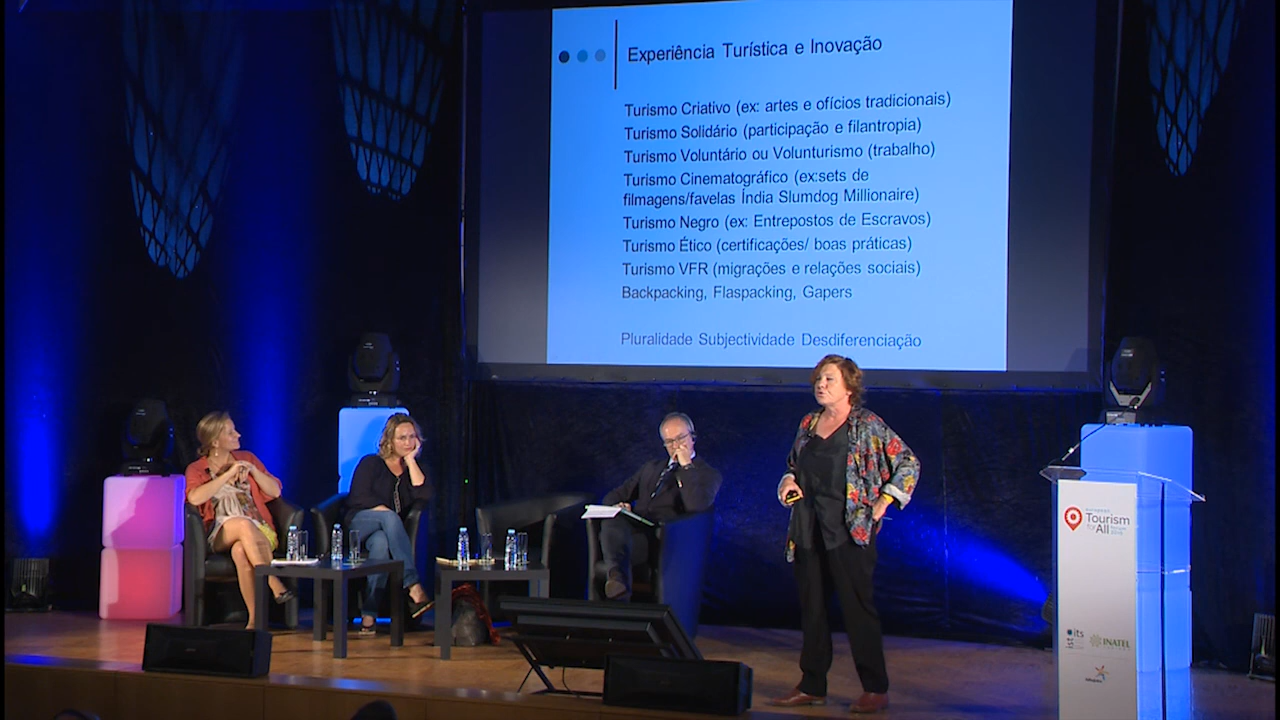 Experiência Turística e Inovação
Turismo Criativo (ex: artes e ofícios tradicionais)
Turismo Solidário (participação e filantropia)
Turismo Voluntário ou Volunturismo (trabalho)
Turismo Cinematográfico (ex:sets de
filmagens/favelas Índia Slumdog Millionaire)
Turismo Negro (ex: Entrepostos de Escravos)
Turismo Ético (certificações/ boas práticas)
Turismo VFR (migrações e relações sociais)
Backpacking, Flaspacking, Gapers
Pluralidade Subjectividade Desdiferenciação
Tourism
for All
its
INATEL